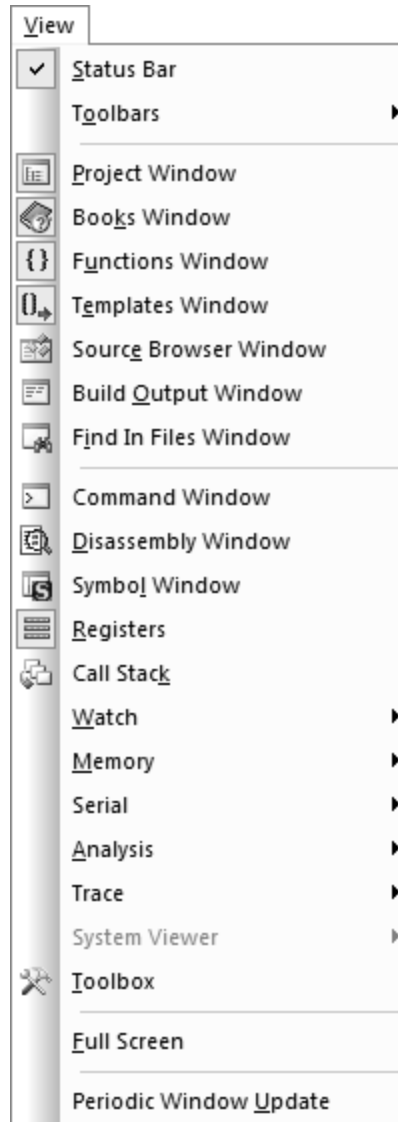 View
Status Bar
Toolbars
Project Window
Books Window
Functions Window
Templates Window
Source Browser Window
Build Output Window
Find In Files Window
Command Window
Disassembly Window
Symbol Window
Registers
Call Stack
Watch
Memory
Serial
Analysis
Trace
System Viewer
Toolbox
Full Screen
Periodic Window Update